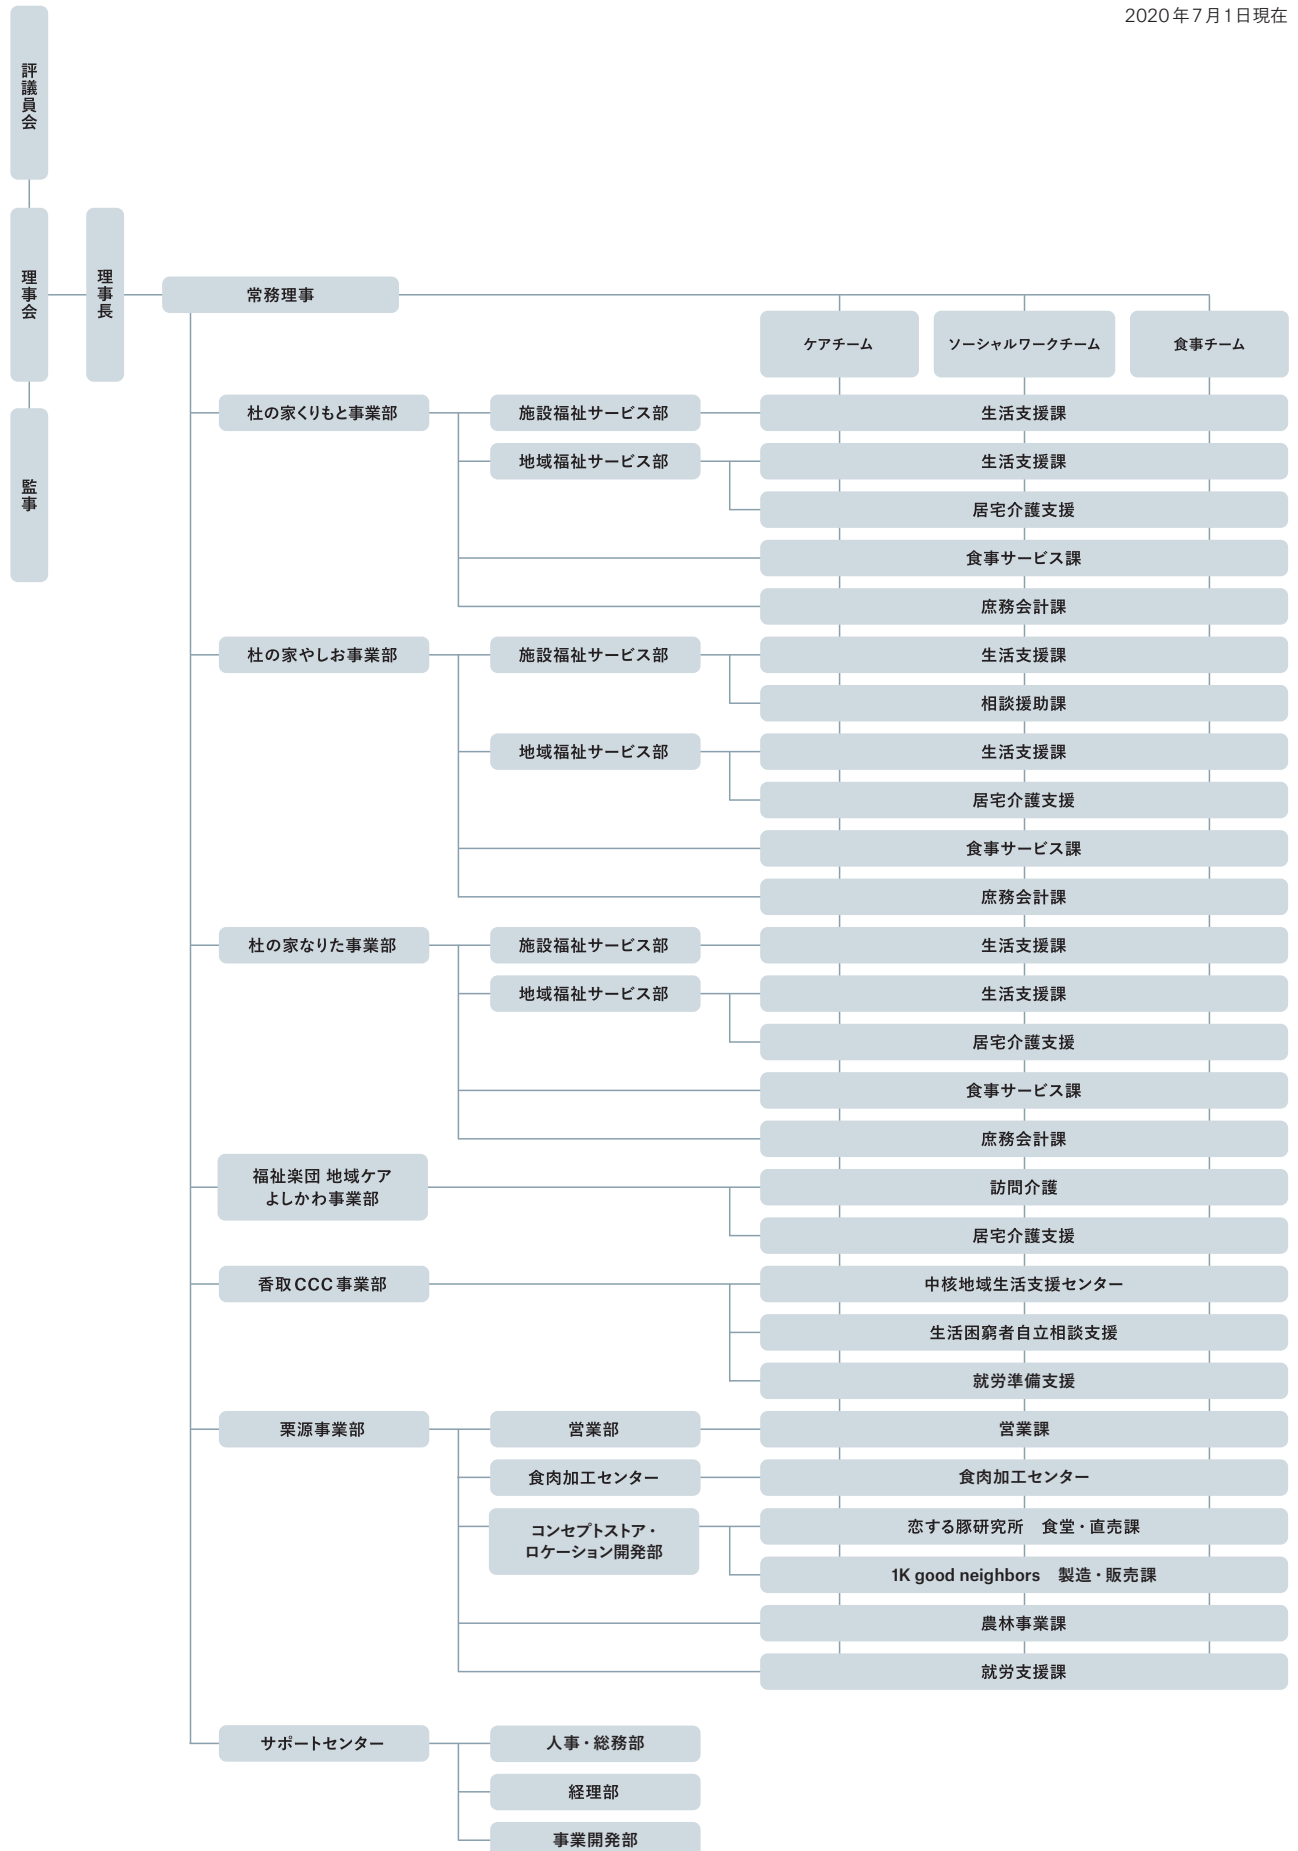 2020年7月1日現在
評議員会
理事会
理事長
監事
常務理事
ケアチーム
ソーシャルワークチーム
食事チーム
杜の家くりもと事業部
施設福祉サービス部
生活支援課
地域福祉サービス部
生活支援課
居宅介護支援
食事サービス課
庶務会計課
杜の家やしお事業部
施設福祉サービス部
生活支援課
相談援助課
地域福祉サービス部
生活支援課
居宅介護支援
食事サービス課
庶務会計課
杜の家なりた事業部
施設福祉サービス部
生活支援課
地域福祉サービス部
生活支援課
居宅介護支援
食事サービス課
庶務会計課
福祉楽団 地域ケア
よしかわ事業部
訪問介護
居宅介護支援
香取CCC事業部
中核地域生活支援センター
生活困窮者自立相談支援
就労準備支援
栗源事業部
営業部
営業課
食肉加工センター
食肉加工センター
コンセプトストア・
ロケーション開発部
恋する豚研究所　食堂・直売課
1K good neighbors　製造・販売課
農林事業課
就労支援課
サポートセンター
人事・総務部
経理部
事業開発部